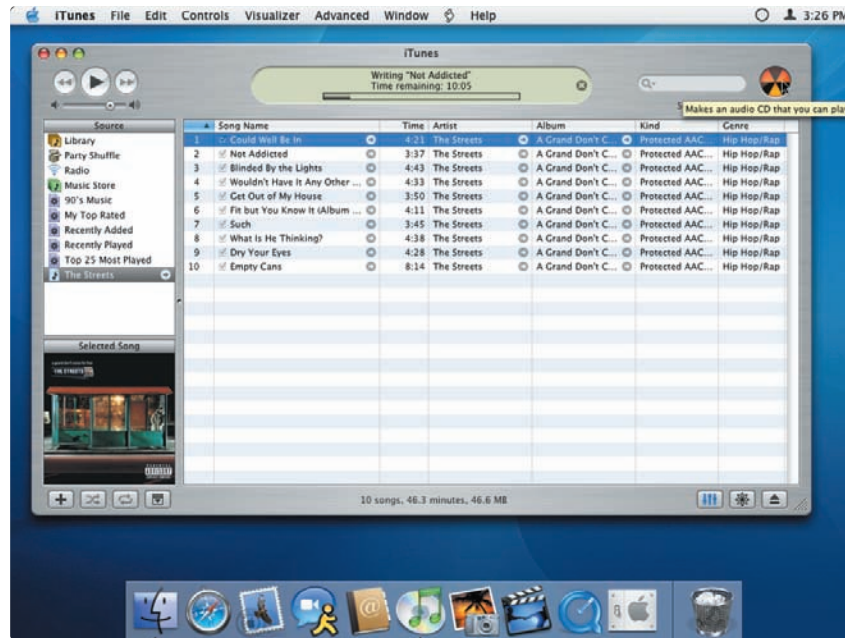 iTunes File Edit Controls Visualizer Advanced Window Help 3:26 PM
iTunes
Writing "Not Addicted"
Time remaining: 10:05
Makes an audio CD that you can play
Source
Library
Party Shuffle
Radio
Music Store
90's Music
My Top Rated
Recently Added
Recently Played
Top 25 Most Played
The Streets
Song Name Time Artist Album Kind Genre
1 Could Well Be In 4:21 The Streets A Grand Don't C... Protected AAC... Hip Hop/Rap
2 Not Addicted 3:37 The Streets A Grand Don't C... Protected AAC... Hip Hop/Rap
3 Blinded By the Lights 4:43 The Streets A Grand Don't C... Protected AAC... Hip Hop/Rap
4 Wouldn't Have It Any Other ... 4:33 The Streets A Grand Don't C... Protected AAC... Hip Hop/Rap
5 Get Out of My House 3:50 The Streets A Grand Don't C... Protected AAC... Hip Hop/Rap
6 Fit but You Know It (Album ... 4:11 The Streets A Grand Don't C... Protected AAC... Hip Hop/Rap
7 Such 3:45 The Streets A Grand Don't C... Protected AAC... Hip Hop/Rap
8 What Is He Thinking? 4:38 The Streets A Grand Don't C... Protected AAC... Hip Hop/Rap
9 Dry Your Eyes 4:28 The Streets A Grand Don't C... Protected AAC... Hip Hop/Rap
10 Empty Cans 8:14 The Streets A Grand Don't C... Protected AAC... Hip Hop/Rap
Selected Song
THE STREETS
10 songs, 46.3 minutes, 46.6 MB